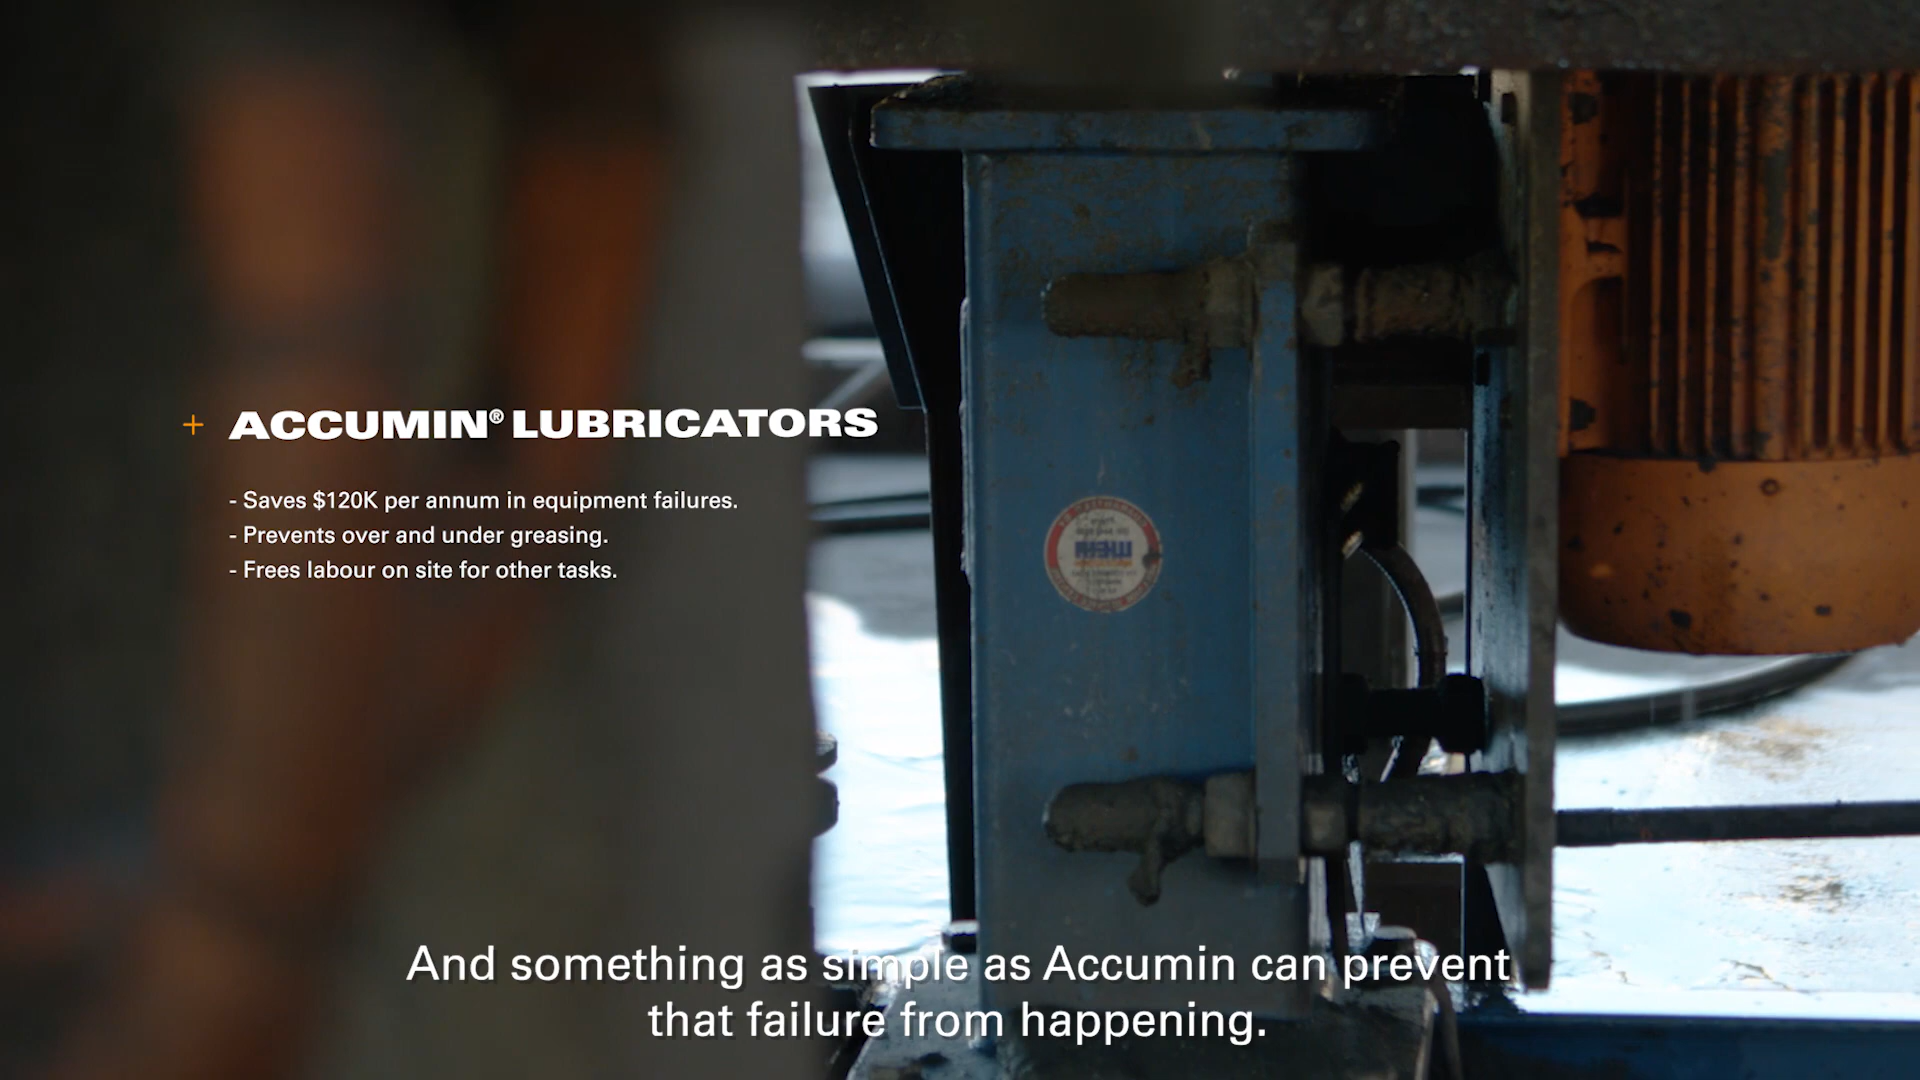 + ACCUMIN® LUBRICATORS
- Saves $120K per annum in equipment failures.
- Prevents over and under greasing.
- Frees labour on site for other tasks.
And something as simple as Accumin can prevent
that failure from happening.